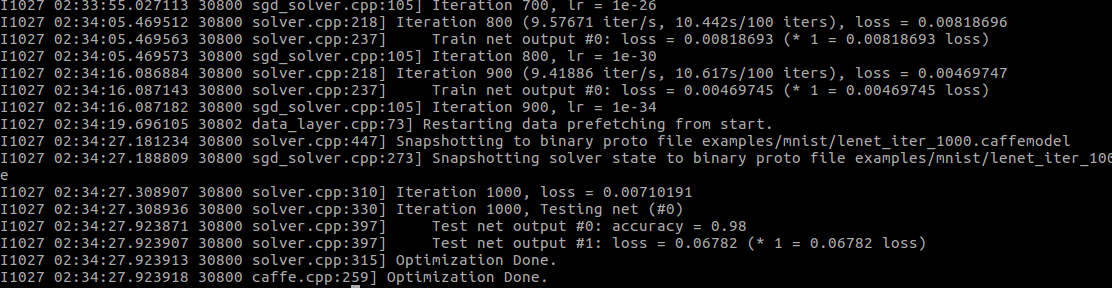 I1027 02:33:55.027113 30800 sgd_solver.cpp:105] Iteration 700, lr = 1e-26
I1027 02:34:05.469512 30800 solver.cpp:218] Iteration 800 (9.57671 iter/s, 10.442s/100 iters), loss = 0.00818696
I1027 02:34:05.469563 30800 solver.cpp:237]     Train net output #0: loss = 0.00818693 (* 1 = 0.00818693 loss)
I1027 02:34:05.469573 30800 sgd_solver.cpp:105] Iteration 800, lr = 1e-30
I1027 02:34:16.086884 30800 solver.cpp:218] Iteration 900 (9.41886 iter/s, 10.617s/100 iters), loss = 0.00469747
I1027 02:34:16.087143 30800 solver.cpp:237]     Train net output #0: loss = 0.00469745 (* 1 = 0.00469745 loss)
I1027 02:34:16.087182 30800 sgd_solver.cpp:105] Iteration 900, lr = 1e-34
I1027 02:34:19.696105 30802 data_layer.cpp:73] Restarting data prefetching from start.
I1027 02:34:27.181234 30800 solver.cpp:447] Snapshotting to binary proto file examples/mnist/lenet_iter_1000.caffemodel
I1027 02:34:27.188809 30800 sgd_solver.cpp:273] Snapshotting solver state to binary proto file examples/mnist/lenet_iter_100
e
I1027 02:34:27.308907 30800 solver.cpp:310] Iteration 1000, loss = 0.00710191
I1027 02:34:27.308936 30800 solver.cpp:330] Iteration 1000, Testing net (#0)
I1027 02:34:27.923871 30800 solver.cpp:397]     Test net output #0: accuracy = 0.98
I1027 02:34:27.923907 30800 solver.cpp:397]     Test net output #1: loss = 0.06782 (* 1 = 0.06782 loss)
I1027 02:34:27.923913 30800 solver.cpp:315] Optimization Done.
I1027 02:34:27.923918 30800 caffe.cpp:259] Optimization Done.